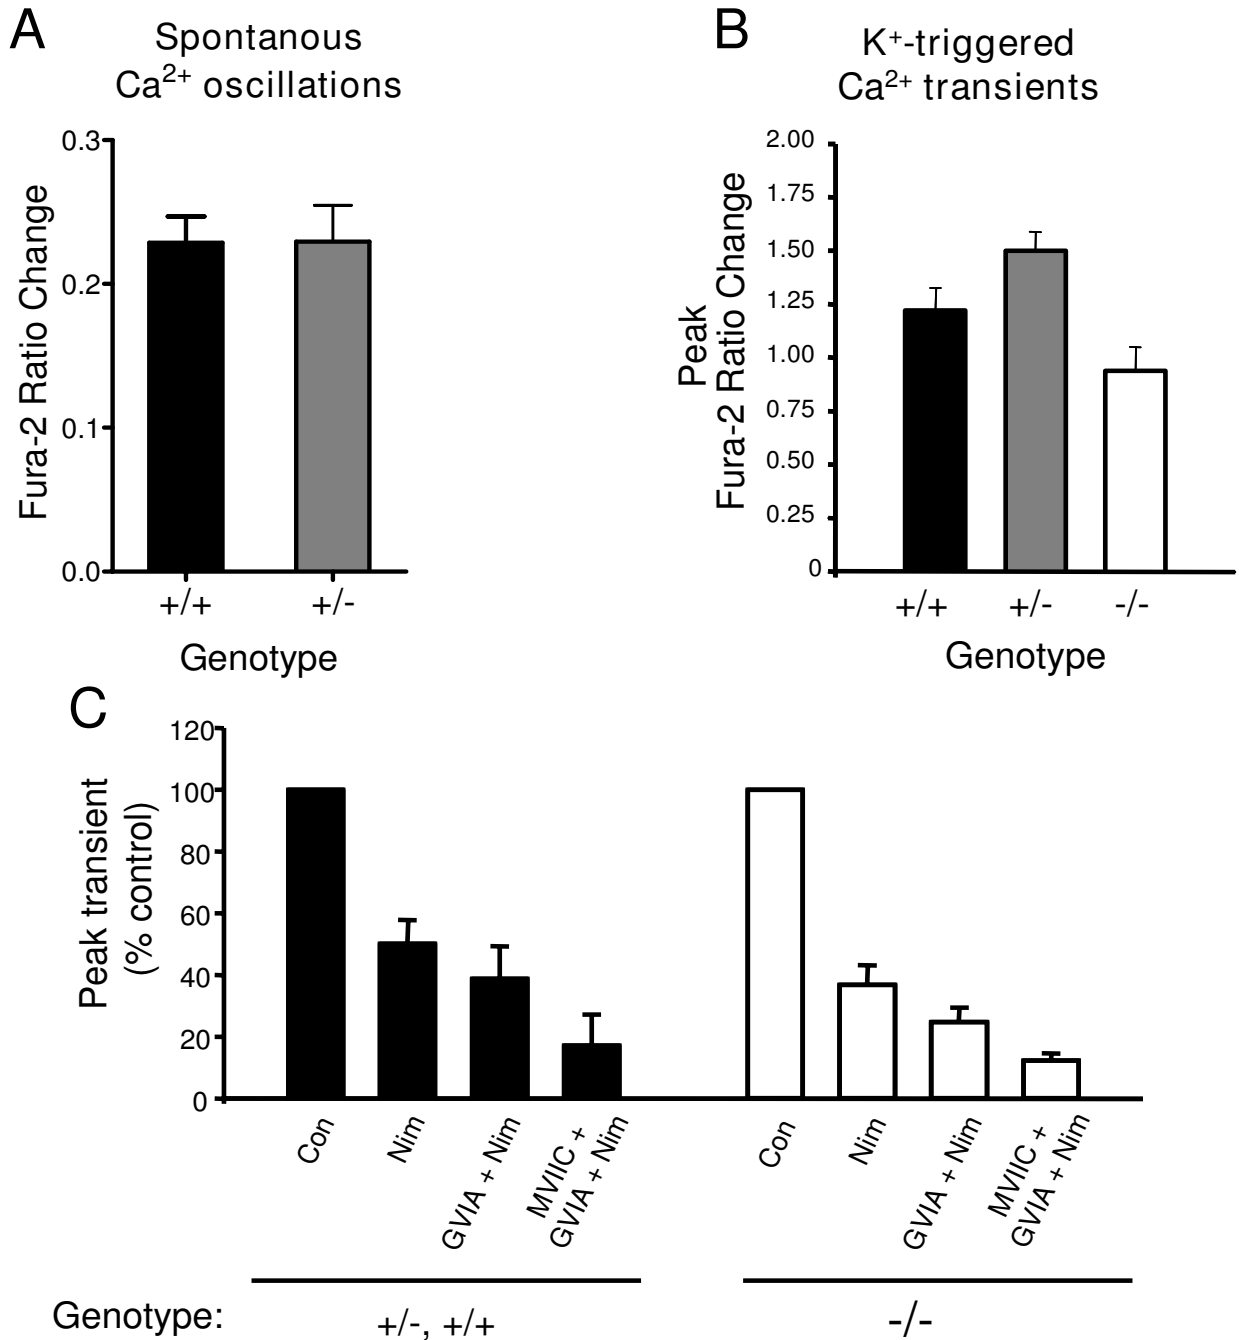 A
Spontanous
Ca²⁺ oscillations
Fura-2 Ratio Change
0.3
0.2
0.1
0.0
+/+ +/-
Genotype
B
K⁺-triggered
Ca²⁺ transients
Peak
Fura-2 Ratio Change
2.00
1.75
1.50
1.25
1.00
0.75
0.50
0.25
0
+/+ +/- -/-
Genotype
C
Peak transient
(% control)
120
100
80
60
40
20
0
Con
Nim
GVIA + Nim
MVIIC +
GVIA + Nim
Con
Nim
GVIA + Nim
MVIIC +
GVIA + Nim
Genotype: +/-, +/+ -/-